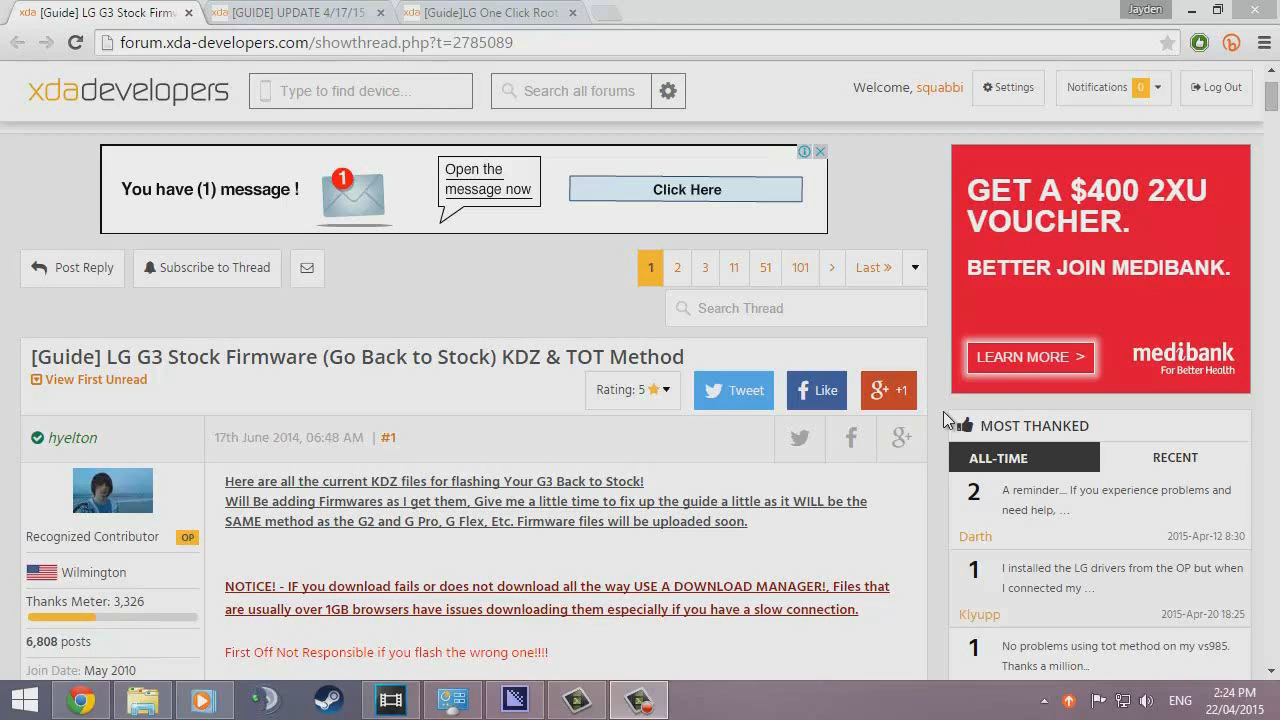 xda [Guide] LG G3 Stock Firmw
xda [GUIDE] UPDATE 4/17/15
xda [Guide]LG One Click Root
Jayden
forum.xda-developers.com/showthread.php?t=2785089
xdadevelopers
Type to find device...
Search all forums
Welcome, squabbi
Settings
Notifications 0
Log Out
You have (1) message !
1
Open the
message now
Click Here
GET A $400 2XU
VOUCHER.
BETTER JOIN MEDIBANK.
LEARN MORE >
medibank
For Better Health
Post Reply
Subscribe to Thread
1 2 3 11 51 101 > Last »
Search Thread
[Guide] LG G3 Stock Firmware (Go Back to Stock) KDZ & TOT Method
View First Unread
Rating: 5
Tweet
Like
g+ +1
hyelton
17th June 2014, 06:48 AM | #1
Recognized Contributor OP
Wilmington
Thanks Meter: 3,326
6,808 posts
Join Date: May 2010
Here are all the current KDZ files for flashing Your G3 Back to Stock!
Will Be adding Firmwares as I get them, Give me a little time to fix up the guide a little as it WILL be the
SAME method as the G2 and G Pro, G Flex, Etc. Firmware files will be uploaded soon.
NOTICE! - IF you download fails or does not download all the way USE A DOWNLOAD MANAGER!, Files that
are usually over 1GB browsers have issues downloading them especially if you have a slow connection.
First Off Not Responsible if you flash the wrong one!!!!
MOST THANKED
ALL-TIME
RECENT
2 A reminder.... If you experience problems and
need help, ...
Darth 2015-Apr-12 8:30
1 I installed the LG drivers from the OP but when
I connected my ...
Klyupp 2015-Apr-20 18:25
1 No problems using tot method on my vs985.
Thanks a million...
ENG
2:24 PM
22/04/2015